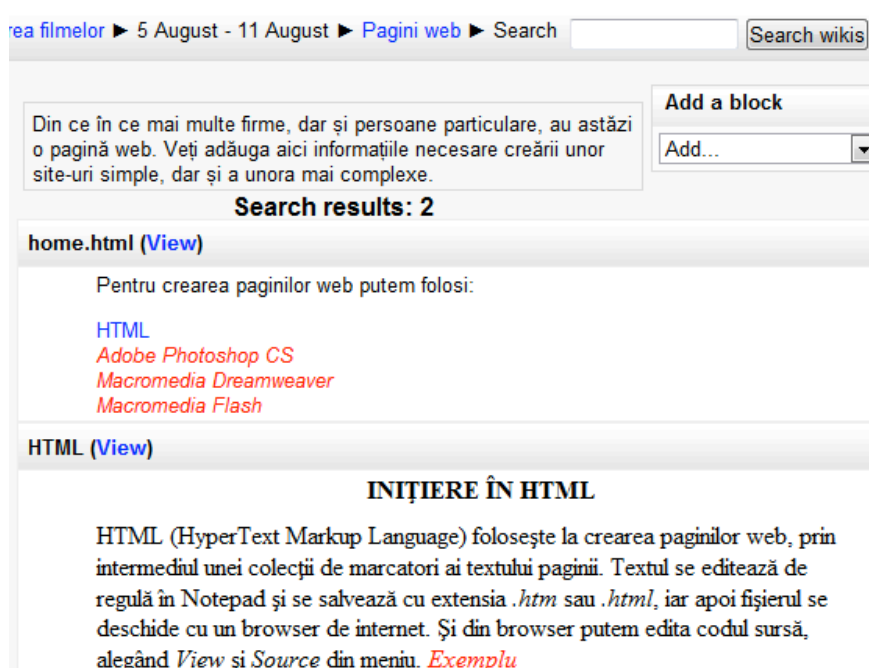 rea filmelor ► 5 August - 11 August ► Pagini web ► Search Search wikis
Add a block
Add...
Din ce în ce mai multe firme, dar și persoane particulare, au astăzi
o pagină web. Veți adăuga aici informațiile necesare creării unor
site-uri simple, dar și a unora mai complexe.
Search results: 2
home.html (View)
Pentru crearea paginilor web putem folosi:
HTML
Adobe Photoshop CS
Macromedia Dreamweaver
Macromedia Flash
HTML (View)
INIŢIERE ÎN HTML
HTML (HyperText Markup Language) foloseşte la crearea paginilor web, prin
intermediul unei colecţii de marcatori ai textului paginii. Textul se editează de
regulă în Notepad şi se salvează cu extensia .htm sau .html, iar apoi fişierul se
deschide cu un browser de internet. Şi din browser putem edita codul sursă,
alegând View şi Source din meniu. Exemplu